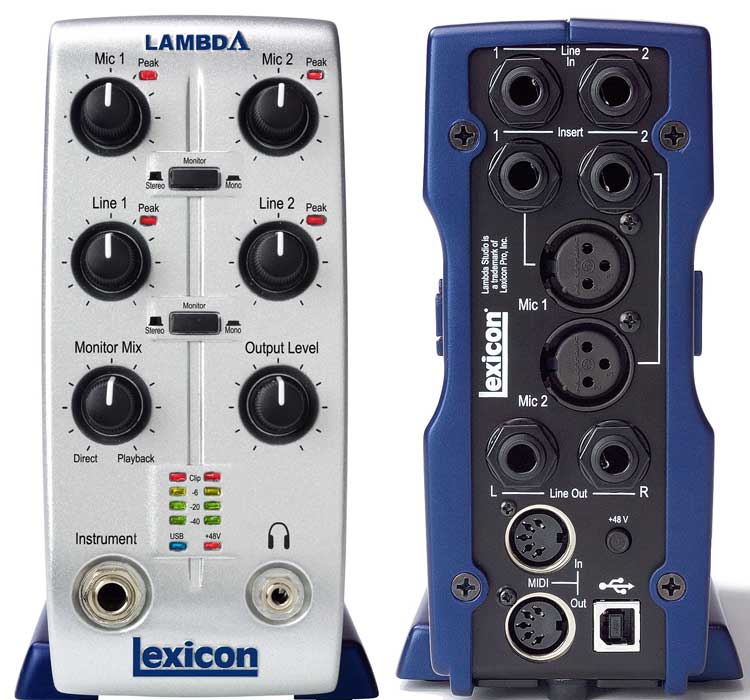 LAMBDA
Mic 1 Peak Mic 2 Peak
Monitor
Stereo Mono
Line 1 Peak Line 2 Peak
Monitor
Stereo Mono
Monitor Mix Output Level
Direct Playback
Clip
-6
-20
-40
USB +48V
Instrument
lexicon
1 Line In 2
1 Insert 2
Lambda Studio is
a trademark of
Lexicon Pro, Inc.
Mic 1
lexicon
Mic 2
L Line Out R
+48 V
In
MIDI
Out